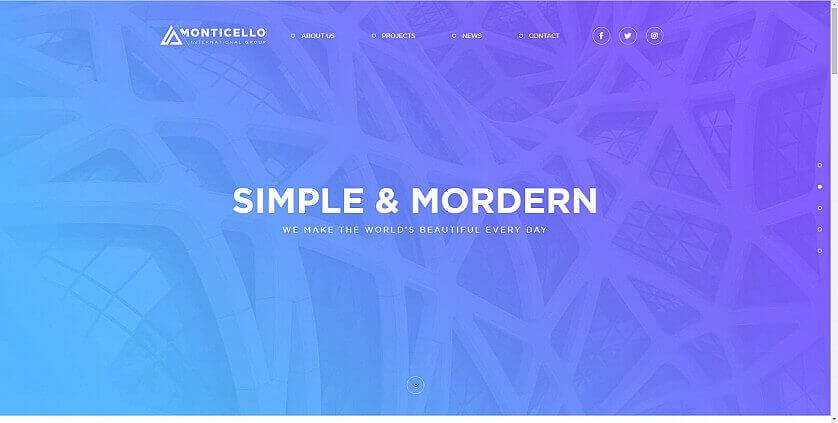 MONTICELLO
INTERNATIONAL GROUP
ABOUT US
PROJECTS
NEWS
CONTACT
SIMPLE & MORDERN
WE MAKE THE WORLD'S BEAUTIFUL EVERY DAY